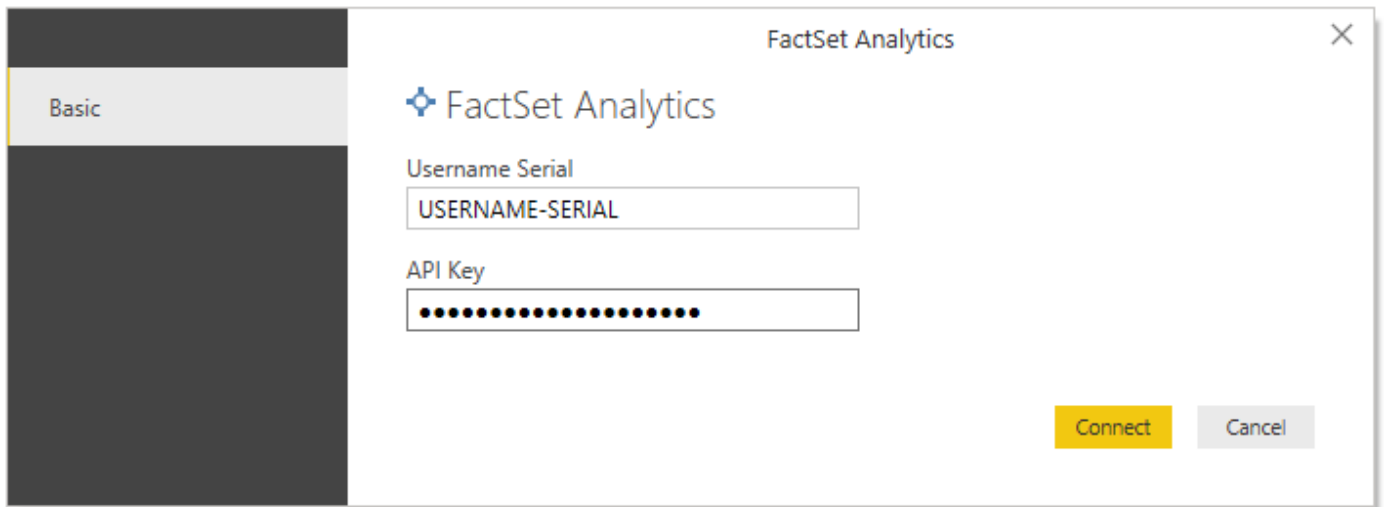 FactSet Analytics
Basic
FactSet Analytics
Username Serial
USERNAME-SERIAL
API Key
●●●●●●●●●●●●●●●●●●●●
Connect
Cancel